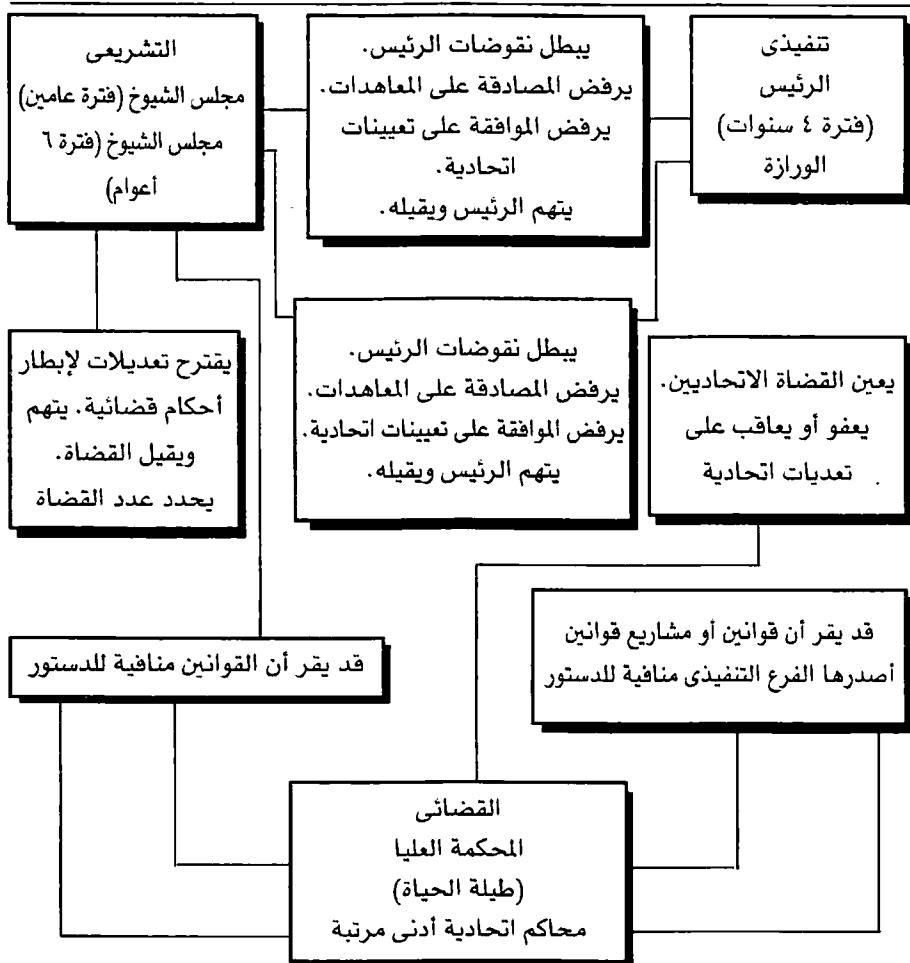 التشريعى
مجلس الشيوخ (فترة عامين)
مجلس الشيوخ (فترة ٦
أعوام)
يبطل نقوضات الرئيس.
يرفض المصادقة على المعاهدات.
يرفض الموافقة على تعيينات
اتحادية.
يتهم الرئيس ويقيله.
تنفيذى
الرئيس
(فترة ٤ سنوات)
الورازة
يقترح تعديلات لإبطار
أحكام قضائية. يتهم
ويقيل القضاة.
يحدد عدد القضاة
يبطل نقوضات الرئيس.
يرفض المصادقة على المعاهدات.
يرفض الموافقة على تعيينات اتحادية.
يتهم الرئيس ويقيله.
يعين القضاة الاتحاديين.
يعفو أو يعاقب على
تعديات اتحادية
قد يقر أن القوانين منافية للدستور
قد يقر أن قوانين أو مشاريع قوانين
أصدرها الفرع التنفيذى منافية للدستور
القضائى
المحكمة العليا
(طيلة الحياة)
محاكم اتحادية أدنى مرتبة